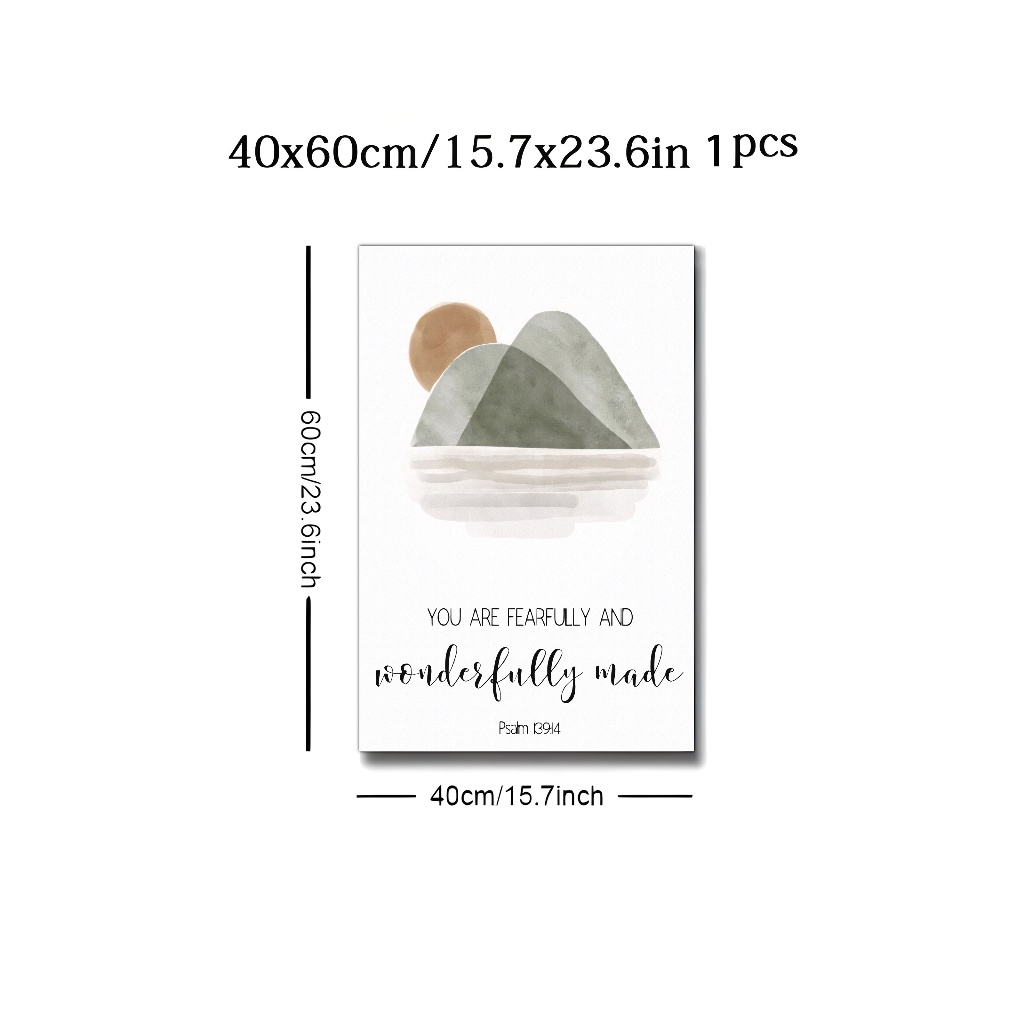 40x60cm/15.7x23.6in 1pcs
60cm/23.6inch
YOU ARE FEARFULLY AND
wonderfully made
Psalm 139:14
40cm/15.7inch